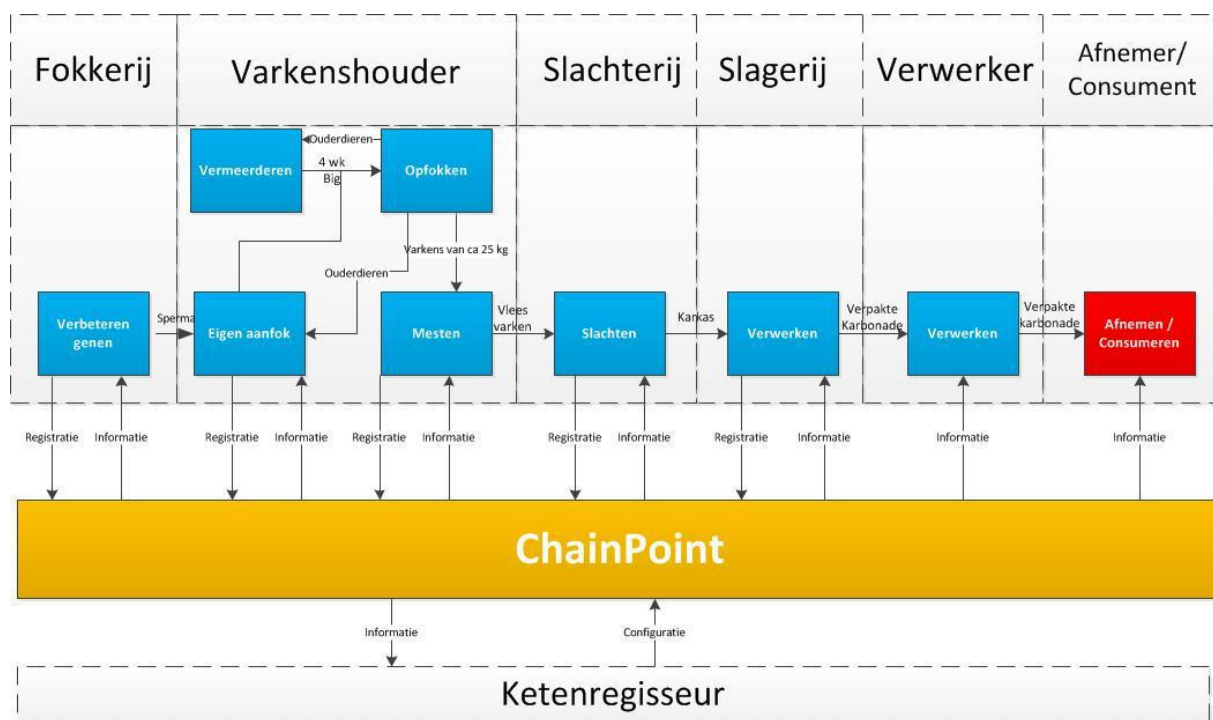 Fokkerij
Varkenshouder
Slachterij
Slagerij
Verwerker
Afnemer/
Consument
Ouderdieren
Vermeerderen
4 wk
Big
Opfokken
Varkens van ca 25 kg
Ouderdieren
Verbeteren
genen
Sperma
Eigen aanfok
Mesten
Vlees
varken
Slachten
Karkas
Verwerken
Verpakte
Karbonade
Verwerken
Verpakte
karbonade
Afnemen /
Consumeren
Registratie
Informatie
Registratie
Informatie
Registratie
Informatie
Registratie
Informatie
Registratie
Informatie
Informatie
Informatie
ChainPoint
Informatie
Configuratie
Ketenregisseur